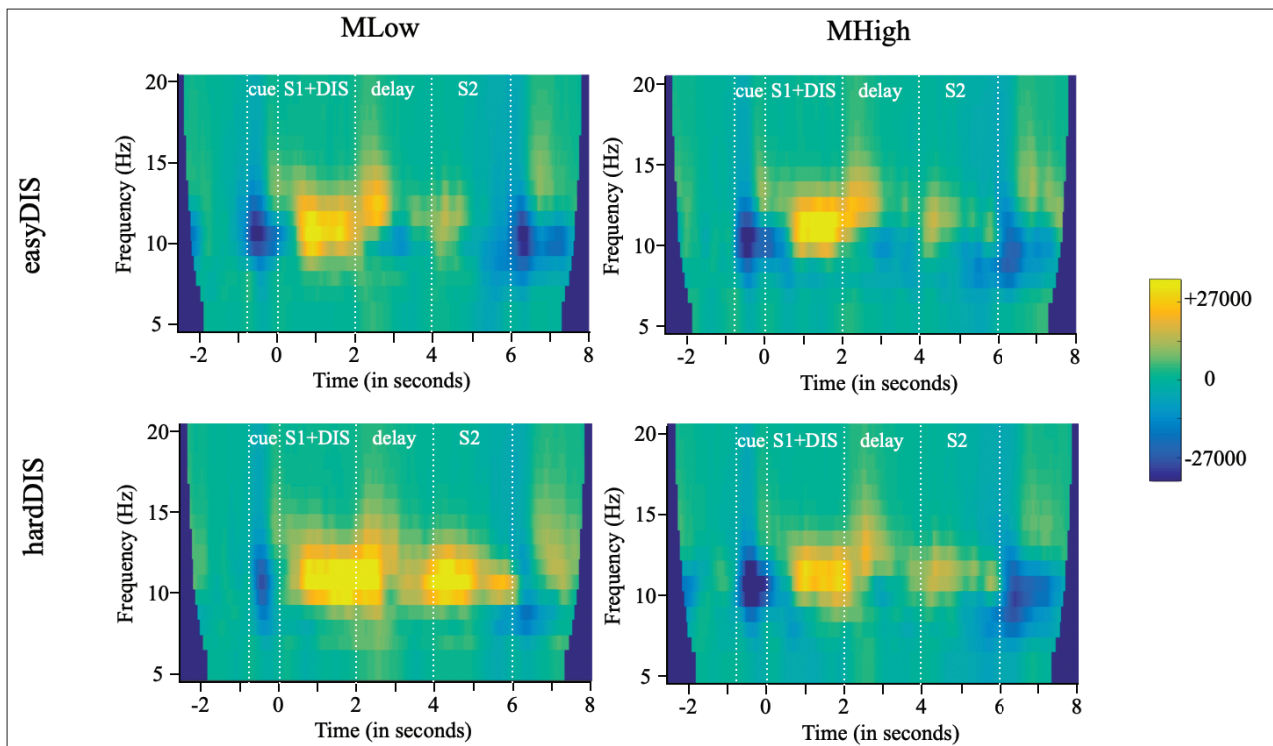 MLow
MHigh
easyDIS
Frequency (Hz)
20
15
10
5
cue S1+DIS delay S2
-2 0 2 4 6 8
Time (in seconds)
Frequency (Hz)
20
15
10
5
cue S1+DIS delay S2
-2 0 2 4 6 8
Time (in seconds)
+27000
0
-27000
hardDIS
Frequency (Hz)
20
15
10
5
cue S1+DIS delay S2
-2 0 2 4 6 8
Time (in seconds)
Frequency (Hz)
20
15
10
5
cue S1+DIS delay S2
-2 0 2 4 6 8
Time (in seconds)